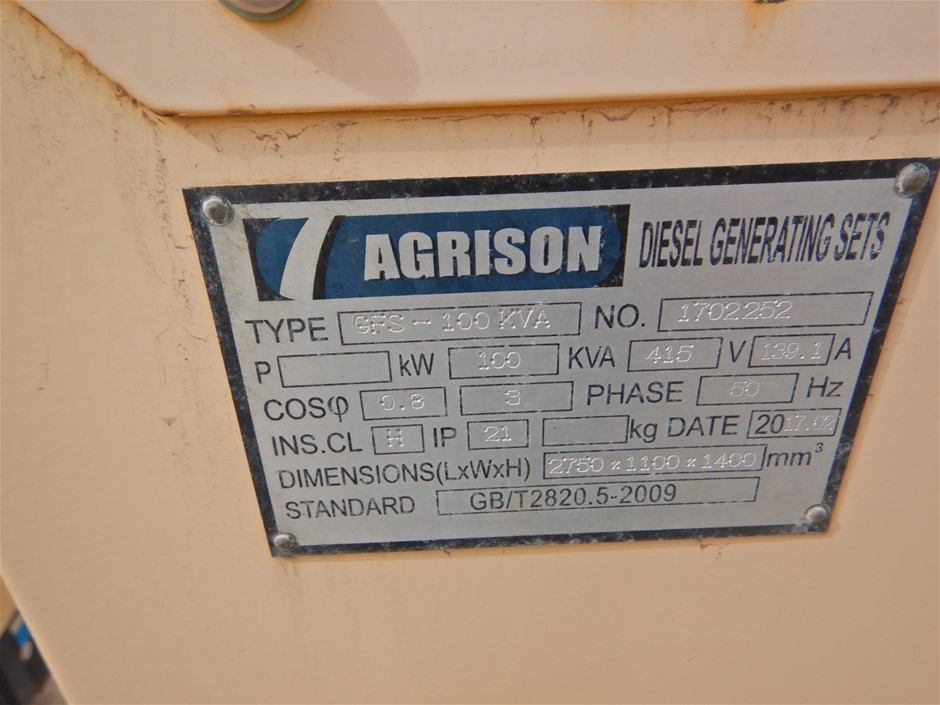 AGRISON DIESEL GENERATING SETS
TYPE GFS - 100 KVA NO. 1702252
P kW 100 KVA 415 V 139.1 A
COSφ 0.8 3 PHASE 50 Hz
INS.CL H IP 21 kg DATE 2017.02
DIMENSIONS(LxWxH) 2750 x 1100 x 1400 mm³
STANDARD GB/T2820.5-2009